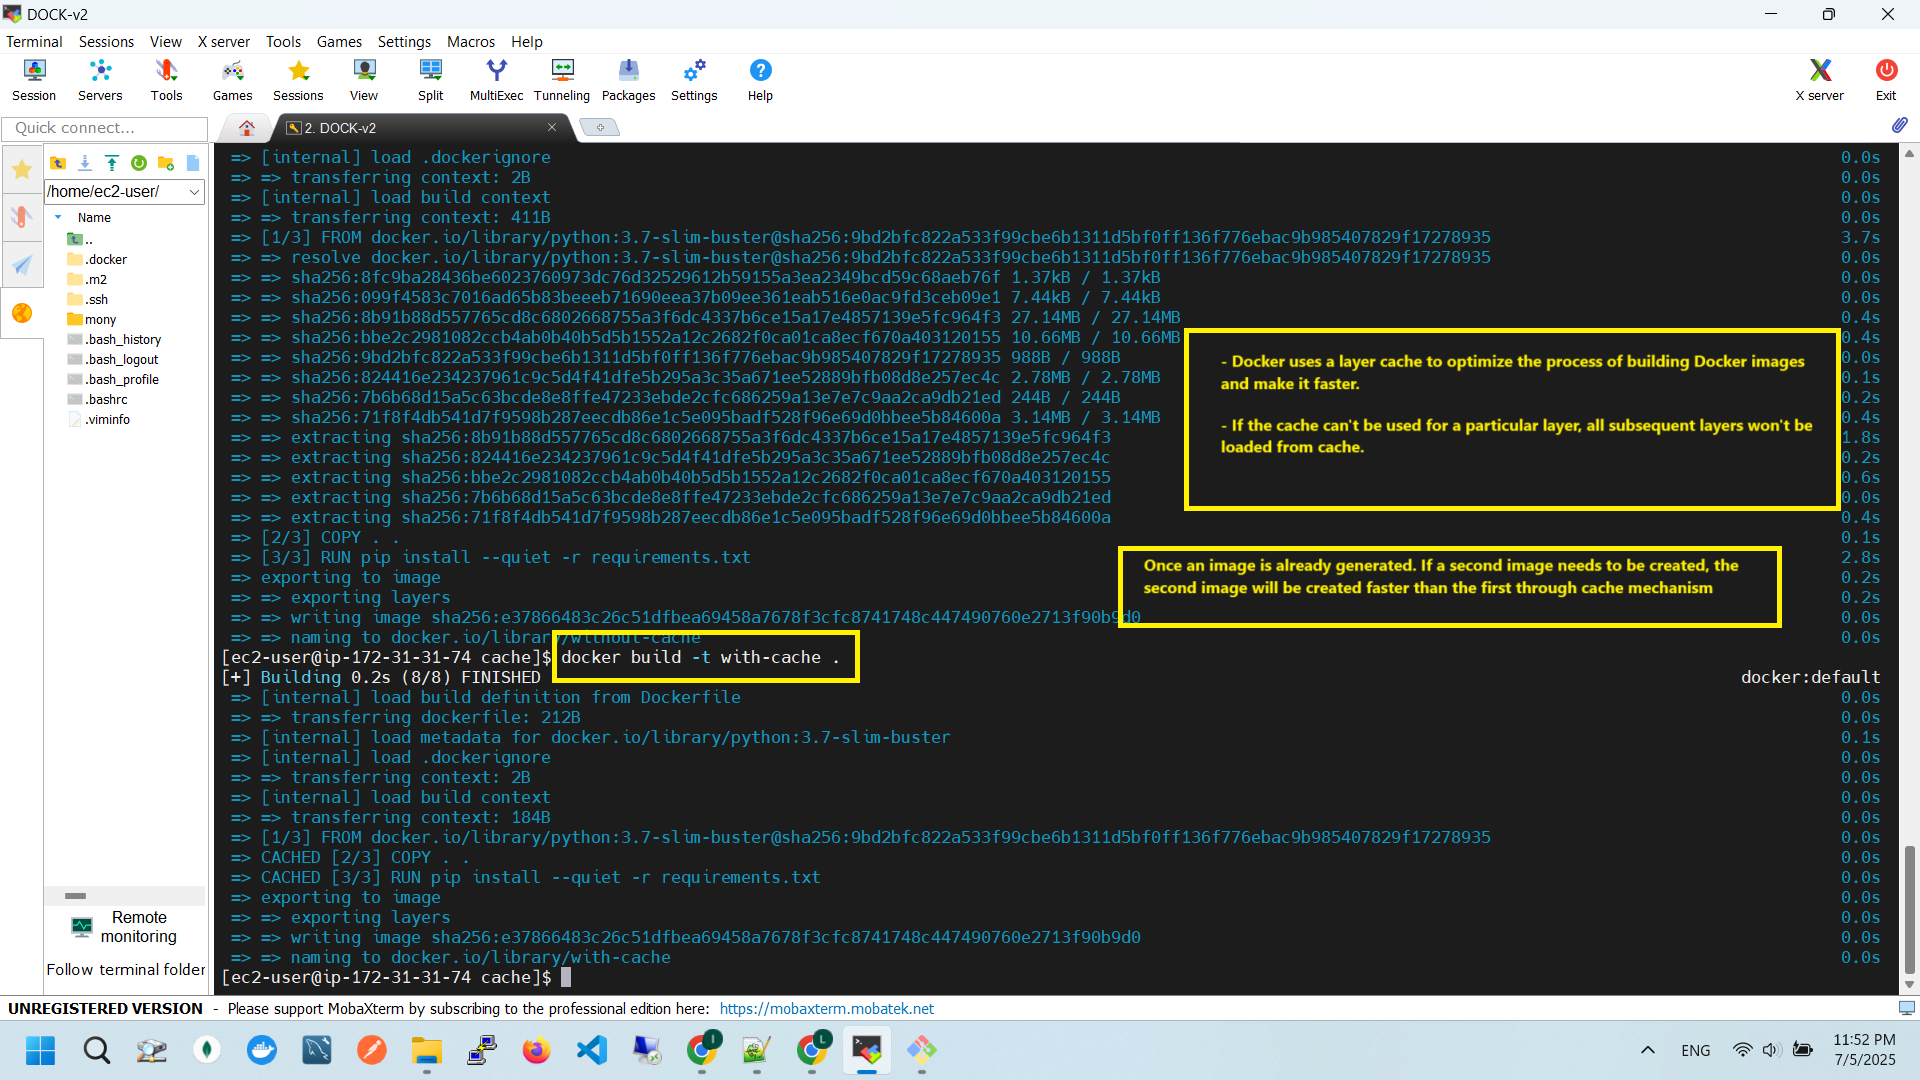 DOCK-v2
Terminal Sessions View X server Tools Games Settings Macros Help
Session Servers Tools Games Sessions View Split MultiExec Tunneling Packages Settings Help X server Exit
Quick connect...
2. DOCK-v2
/home/ec2-user/
Name
..
.docker
.m2
.ssh
mony
.bash_history
.bash_logout
.bash_profile
.bashrc
.viminfo
Remote
monitoring
Follow terminal folder
=> [internal] load .dockerignore 0.0s
=> => transferring context: 2B 0.0s
=> [internal] load build context 0.0s
=> => transferring context: 411B 0.0s
=> [1/3] FROM docker.io/library/python:3.7-slim-buster@sha256:9bd2bfc822a533f99cbe6b1311d5bf0ff136f776ebac9b985407829f17278935 3.7s
=> => resolve docker.io/library/python:3.7-slim-buster@sha256:9bd2bfc822a533f99cbe6b1311d5bf0ff136f776ebac9b985407829f17278935 0.0s
=> => sha256:8fc9ba28436be6023760973dc76d32529612b59155a3ea2349bcd59c68aeb76f 1.37kB / 1.37kB 0.0s
=> => sha256:099f4583c7016ad65b83beeeb71690eea37b09ee361eab516e0ac9fd3ceb09e1 7.44kB / 7.44kB 0.0s
=> => sha256:8b91b88d557765cd8c6802668755a3f6dc4337b6ce15a17e4857139e5fc964f3 27.14MB / 27.14MB 0.4s
=> => sha256:bbe2c2981082ccb4ab0b40b5d5b1552a12c2682f0ca01ca8ecf670a403120155 10.66MB / 10.66MB 0.4s
=> => sha256:9bd2bfc822a533f99cbe6b1311d5bf0ff136f776ebac9b985407829f17278935 988B / 988B 0.0s
=> => sha256:824416e234237961c9c5d4f41dfe5b295a3c35a671ee52889bfb08d8e257ec4c 2.78MB / 2.78MB 0.1s
=> => sha256:7b6b68d15a5c63bcde8e8ffe47233ebde2cfc686259a13e7e7c9aa2ca9db21ed 244B / 244B 0.2s
=> => sha256:71f8f4db541d7f9598b287eecdb86e1c5e095badf528f96e69d0bbee5b84600a 3.14MB / 3.14MB 0.4s
=> => extracting sha256:8b91b88d557765cd8c6802668755a3f6dc4337b6ce15a17e4857139e5fc964f3 1.8s
=> => extracting sha256:824416e234237961c9c5d4f41dfe5b295a3c35a671ee52889bfb08d8e257ec4c 0.2s
=> => extracting sha256:bbe2c2981082ccb4ab0b40b5d5b1552a12c2682f0ca01ca8ecf670a403120155 0.6s
=> => extracting sha256:7b6b68d15a5c63bcde8e8ffe47233ebde2cfc686259a13e7e7c9aa2ca9db21ed 0.0s
=> => extracting sha256:71f8f4db541d7f9598b287eecdb86e1c5e095badf528f96e69d0bbee5b84600a 0.4s
=> [2/3] COPY . . 0.1s
=> [3/3] RUN pip install --quiet -r requirements.txt 2.8s
=> exporting to image 0.2s
=> => exporting layers 0.2s
=> => writing image sha256:e37866483c26c51dfbea69458a7678f3cfc8741748c447490760e2713f90b9d0 0.0s
=> => naming to docker.io/library/without-cache 0.0s
- Docker uses a layer cache to optimize the process of building Docker images
and make it faster.
- If the cache can't be used for a particular layer, all subsequent layers won't be
loaded from cache.
Once an image is already generated. If a second image needs to be created, the
second image will be created faster than the first through cache mechanism
[ec2-user@ip-172-31-31-74 cache]$ docker build -t with-cache .
[+] Building 0.2s (8/8) FINISHED docker:default
=> [internal] load build definition from Dockerfile 0.0s
=> => transferring dockerfile: 212B 0.0s
=> [internal] load metadata for docker.io/library/python:3.7-slim-buster 0.1s
=> [internal] load .dockerignore 0.0s
=> => transferring context: 2B 0.0s
=> [internal] load build context 0.0s
=> => transferring context: 184B 0.0s
=> [1/3] FROM docker.io/library/python:3.7-slim-buster@sha256:9bd2bfc822a533f99cbe6b1311d5bf0ff136f776ebac9b985407829f17278935 0.0s
=> CACHED [2/3] COPY . . 0.0s
=> CACHED [3/3] RUN pip install --quiet -r requirements.txt 0.0s
=> exporting to image 0.0s
=> => exporting layers 0.0s
=> => writing image sha256:e37866483c26c51dfbea69458a7678f3cfc8741748c447490760e2713f90b9d0 0.0s
=> => naming to docker.io/library/with-cache 0.0s
[ec2-user@ip-172-31-31-74 cache]$
UNREGISTERED VERSION - Please support MobaXterm by subscribing to the professional edition here: https://mobaxterm.mobatek.net
I
L
ENG
11:52 PM
7/5/2025